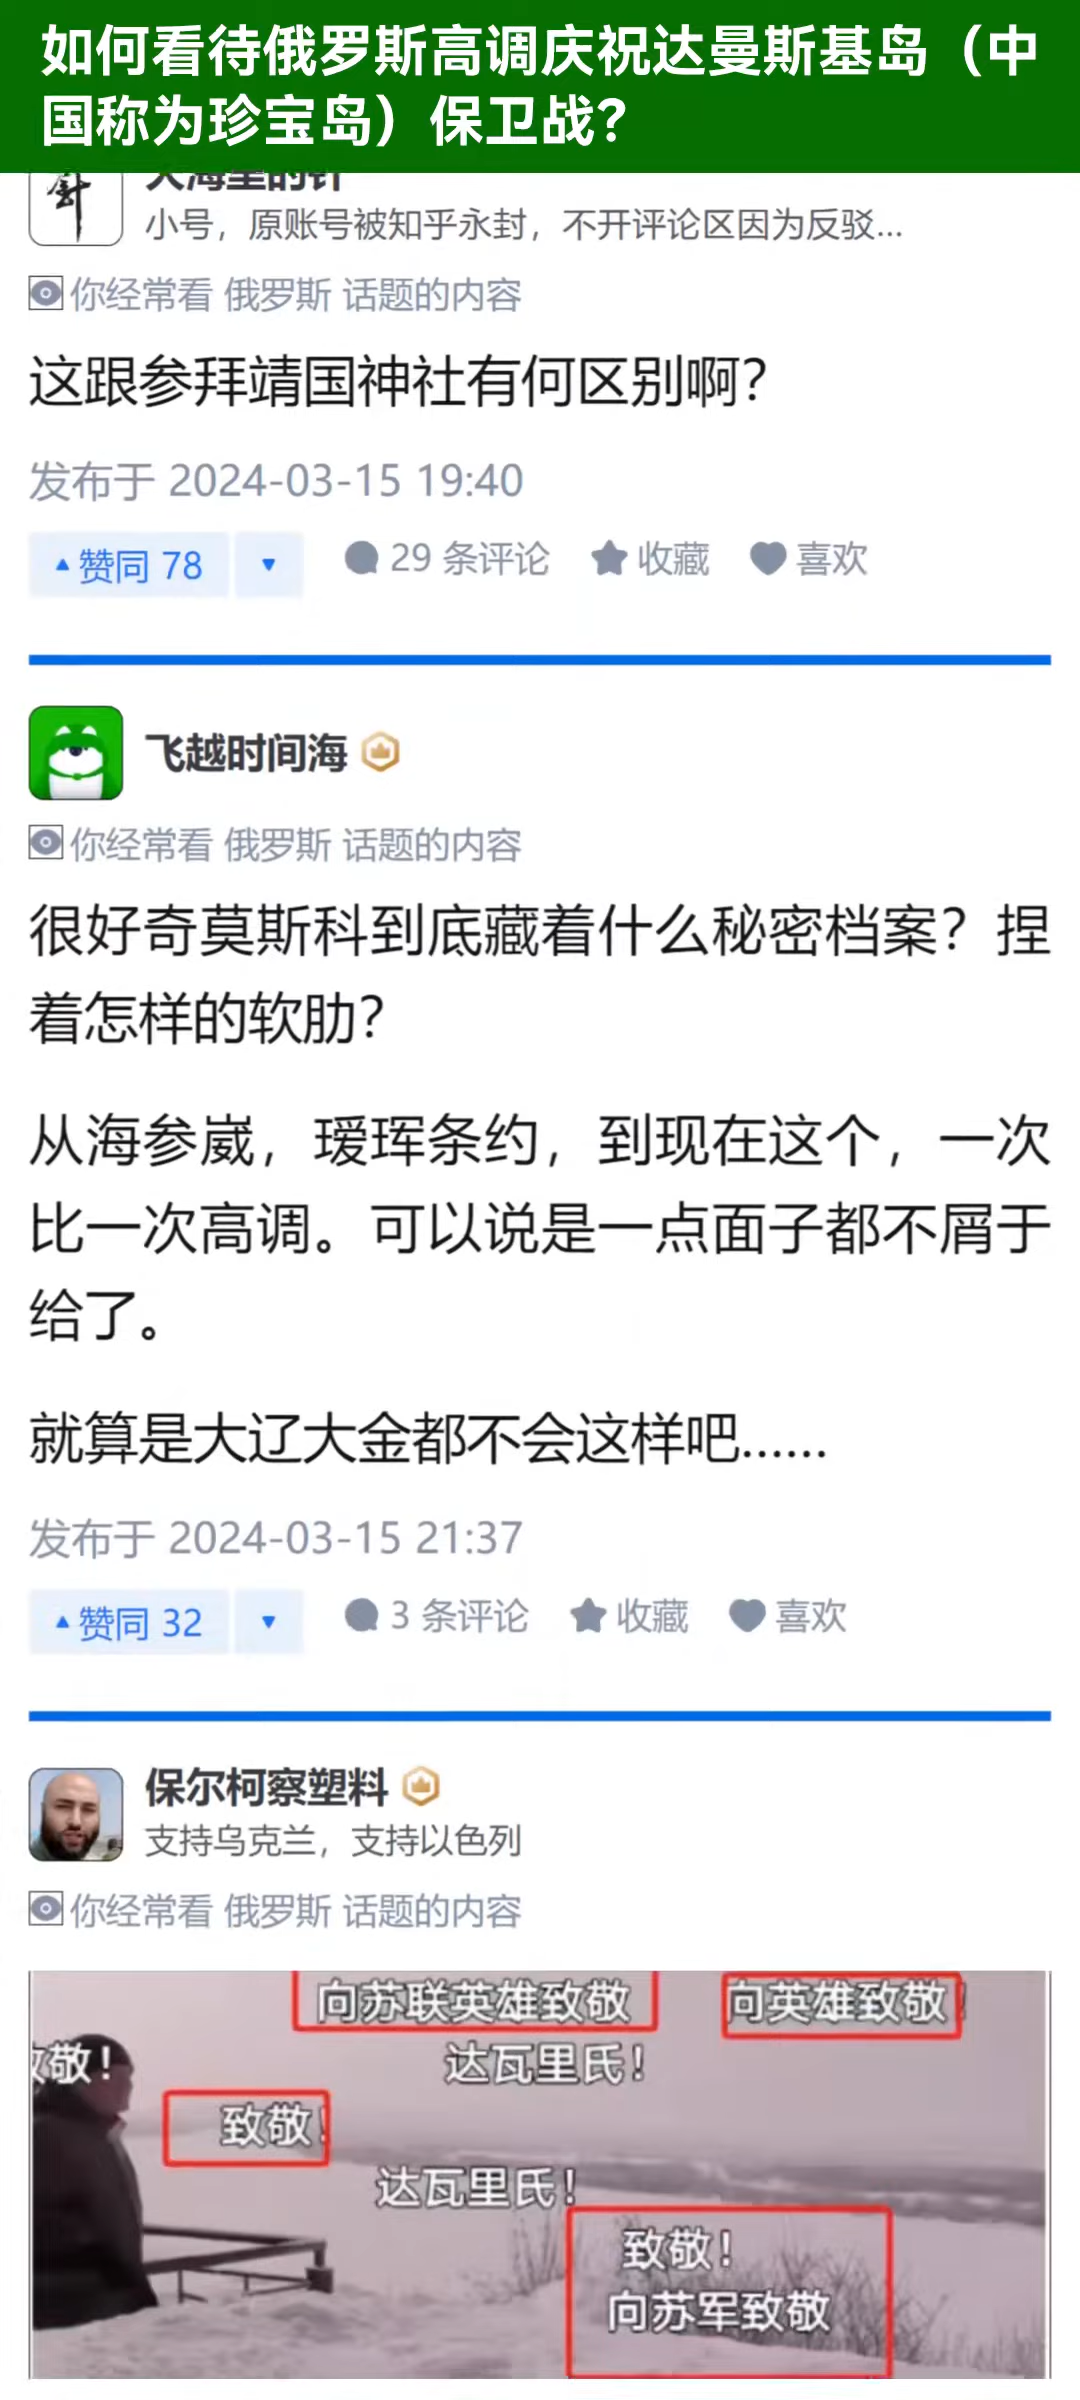 如何看待俄罗斯高调庆祝达曼斯基岛（中
国称为珍宝岛）保卫战？
大海里的针
小号，原账号被知乎永封，不开评论区因为反驳...
你经常看 俄罗斯 话题的内容
这跟参拜靖国神社有何区别啊？
发布于 2024-03-15 19:40
赞同 78
29 条评论
收藏
喜欢
飞越时间海
你经常看 俄罗斯 话题的内容
很好奇莫斯科到底藏着什么秘密档案？捏
着怎样的软肋？
从海参崴，瑷珲条约，到现在这个，一次
比一次高调。可以说是一点面子都不屑于
给了。
就算是大辽大金都不会这样吧......
发布于 2024-03-15 21:37
赞同 32
3 条评论
收藏
喜欢
保尔柯察塑料
支持乌克兰，支持以色列
你经常看 俄罗斯 话题的内容
向苏联英雄致敬
向英雄致敬！
致敬！
达瓦里氏！
致敬！
达瓦里氏！
致敬！
向苏军致敬